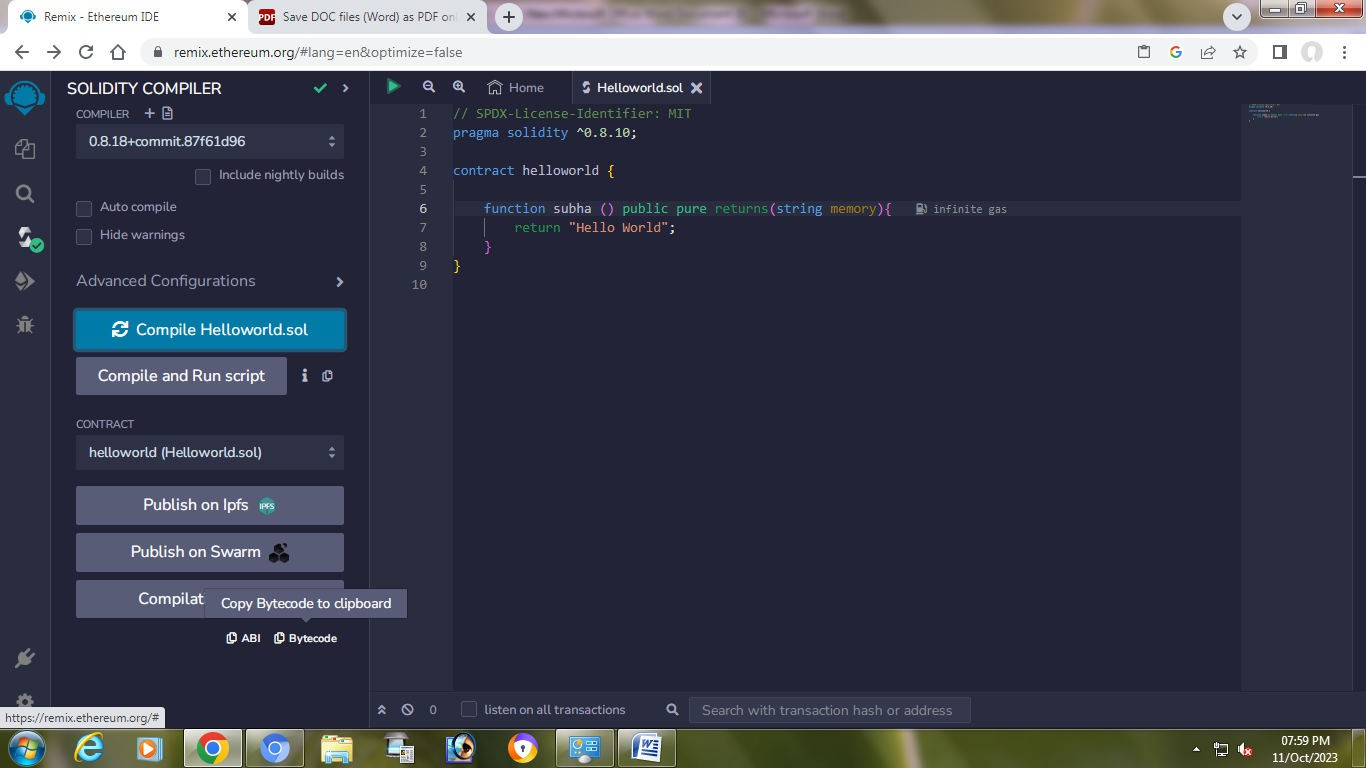 Remix - Ethereum IDE
PDF
Save DOC files (Word) as PDF onl
remix.ethereum.org/#lang=en&optimize=false
SOLIDITY COMPILER
COMPILER
0.8.18+commit.87f61d96
Include nightly builds
Auto compile
Hide warnings
Advanced Configurations
Compile Helloworld.sol
Compile and Run script
CONTRACT
helloworld (Helloworld.sol)
Publish on Ipfs
IPFS
Publish on Swarm
Compilat
Copy Bytecode to clipboard
ABI
Bytecode
Home
Helloworld.sol
1 // SPDX-License-Identifier: MIT
2 pragma solidity ^0.8.10;
3
4 contract helloworld {
5
6 function subha () public pure returns(string memory){ infinite gas
7 return "Hello World";
8 }
9 }
10
0
listen on all transactions
Search with transaction hash or address
https://remix.ethereum.org/#
07:59 PM
11/Oct/2023